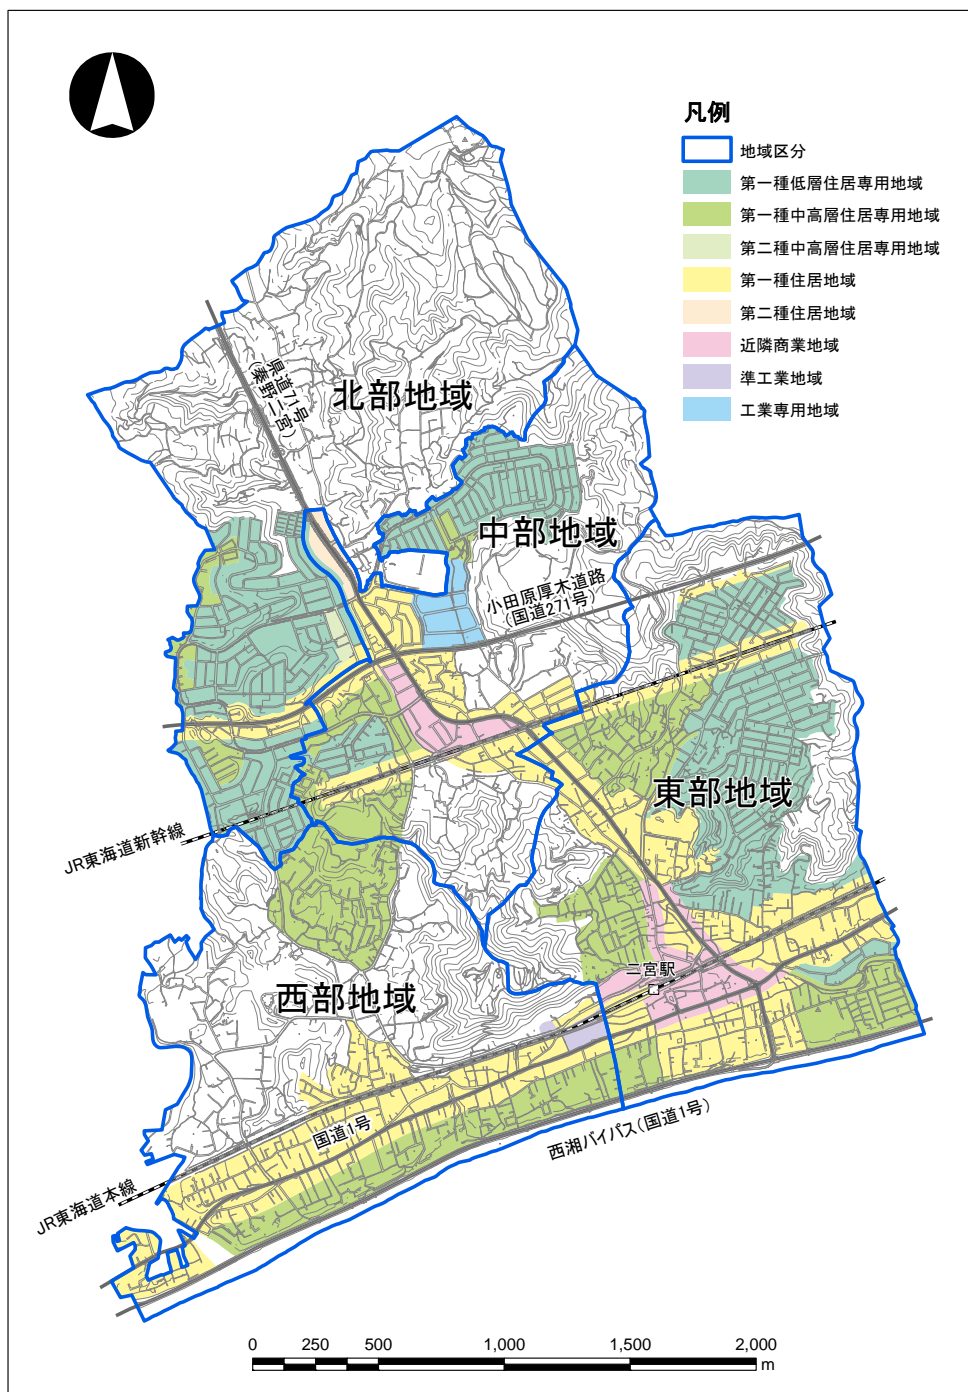 凡例
地域区分
第一種低層住居専用地域
第一種中高層住居専用地域
第二種中高層住居専用地域
第一種住居地域
第二種住居地域
近隣商業地域
準工業地域
工業専用地域
県道71号
(秦野二宮)
北部地域
中部地域
小田原厚木道路
(国道271号)
東部地域
JR東海道新幹線
二宮駅
西部地域
国道1号
西湘バイパス(国道1号)
JR東海道本線
0 250 500 1,000 1,500 2,000
m